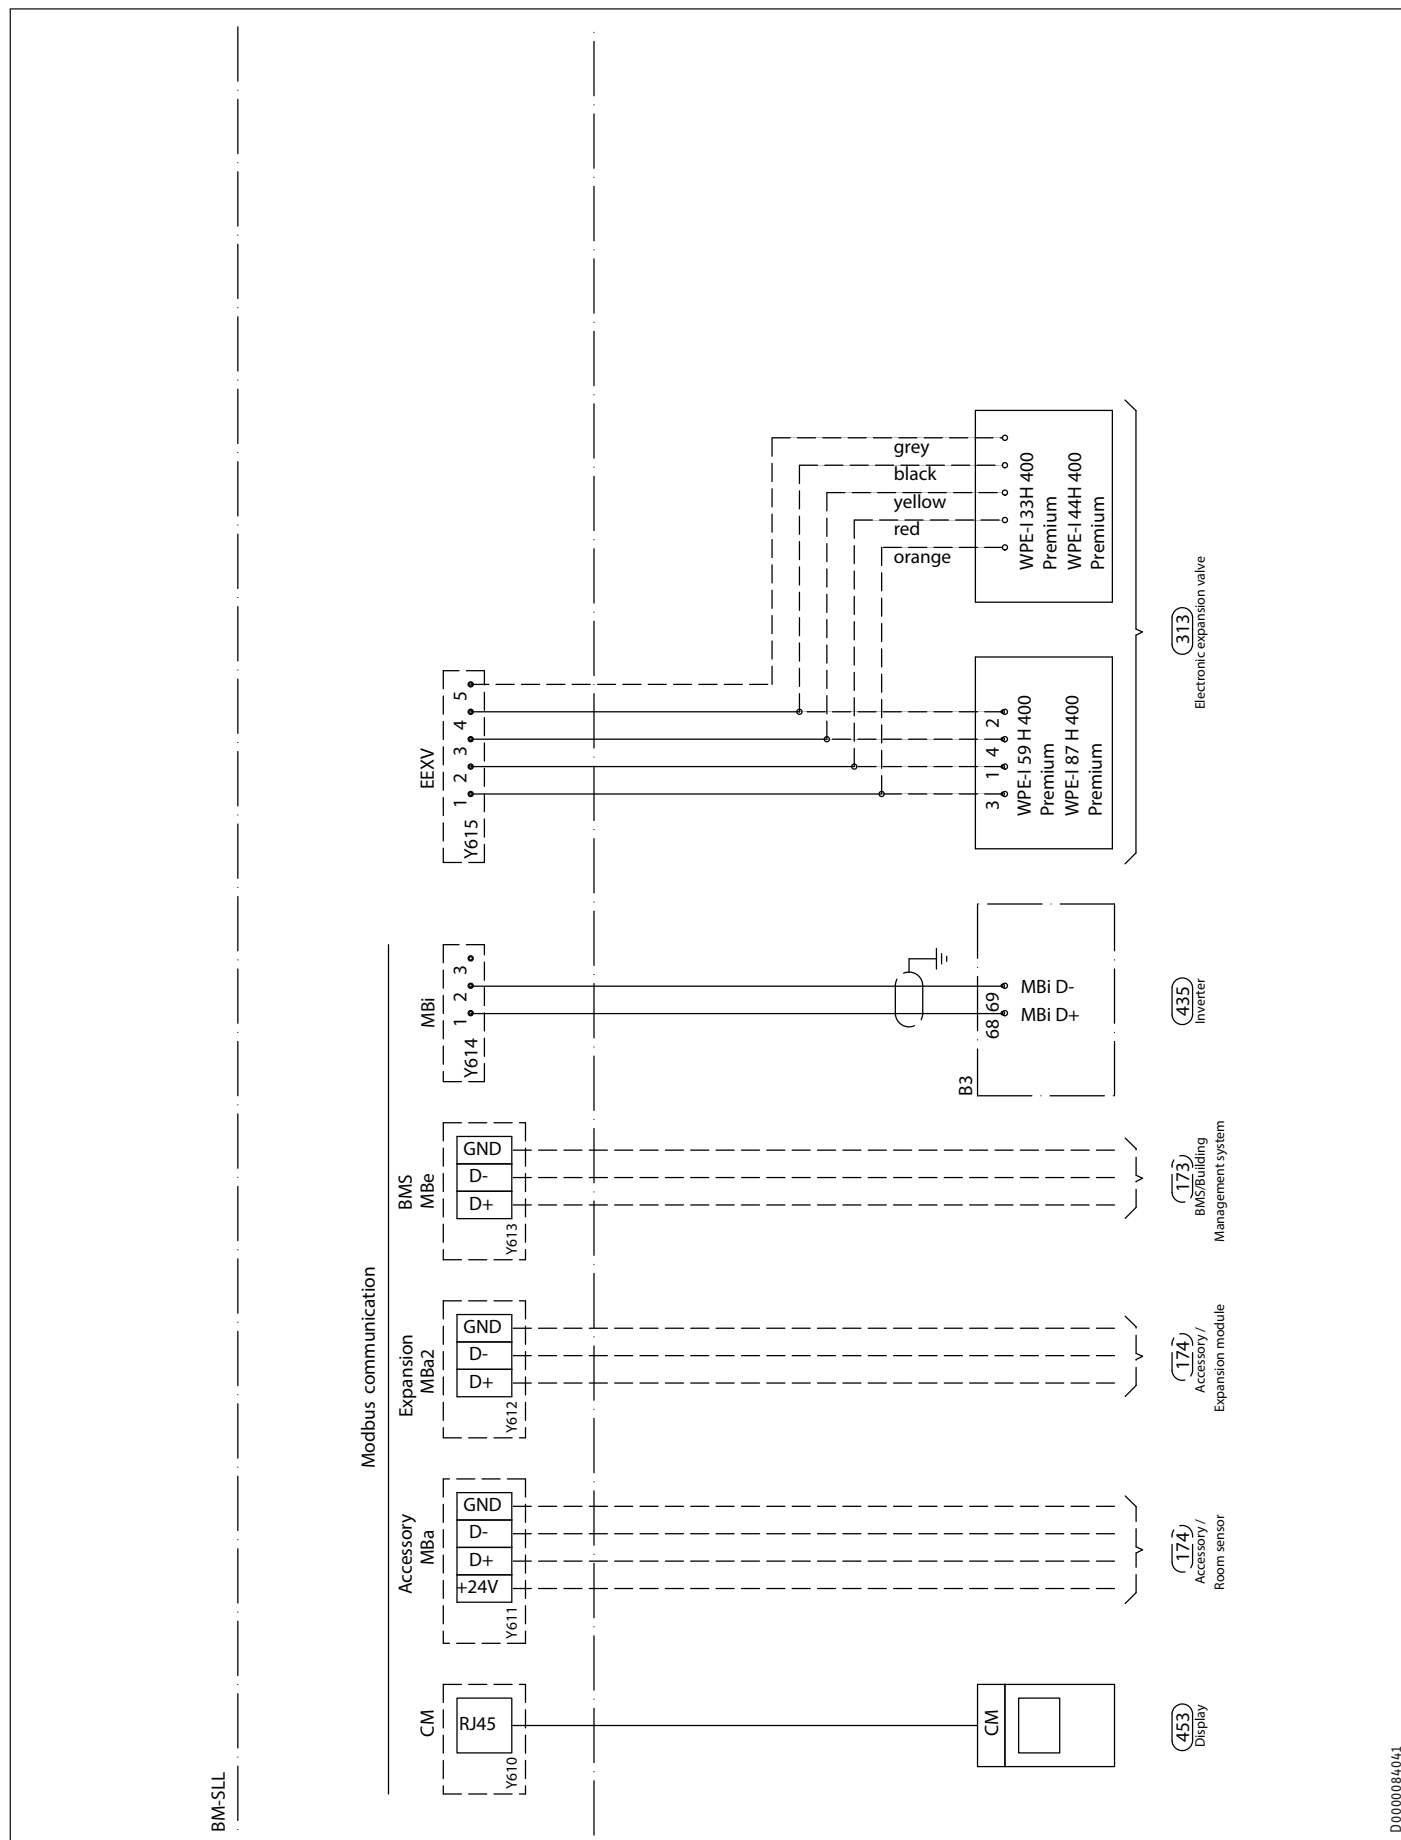 BM-SLL
Modbus communication
CM
RJ45
Y610
CM
453
Display
Accessory
MBa
+24V
D+
D-
GND
Y611
174
Accessory /
Room sensor
Expansion
MBa2
D+
D-
GND
Y612
174
Accessory /
Expansion module
BMS
MBe
D+
D-
GND
Y613
173
BMS/Building
Management system
MBi
1 2 3
Y614
B3
68 69
MBi D-
MBi D+
435
Inverter
EEXV
1 2 3 4 5
Y615
3 1 4 2
WPE-I 59 H 400
Premium
WPE-I 87 H 400
Premium
grey
black
yellow
red
orange
WPE-I 33H 400
Premium
WPE-I 44H 400
Premium
313
Electronic expansion valve
D0000084041